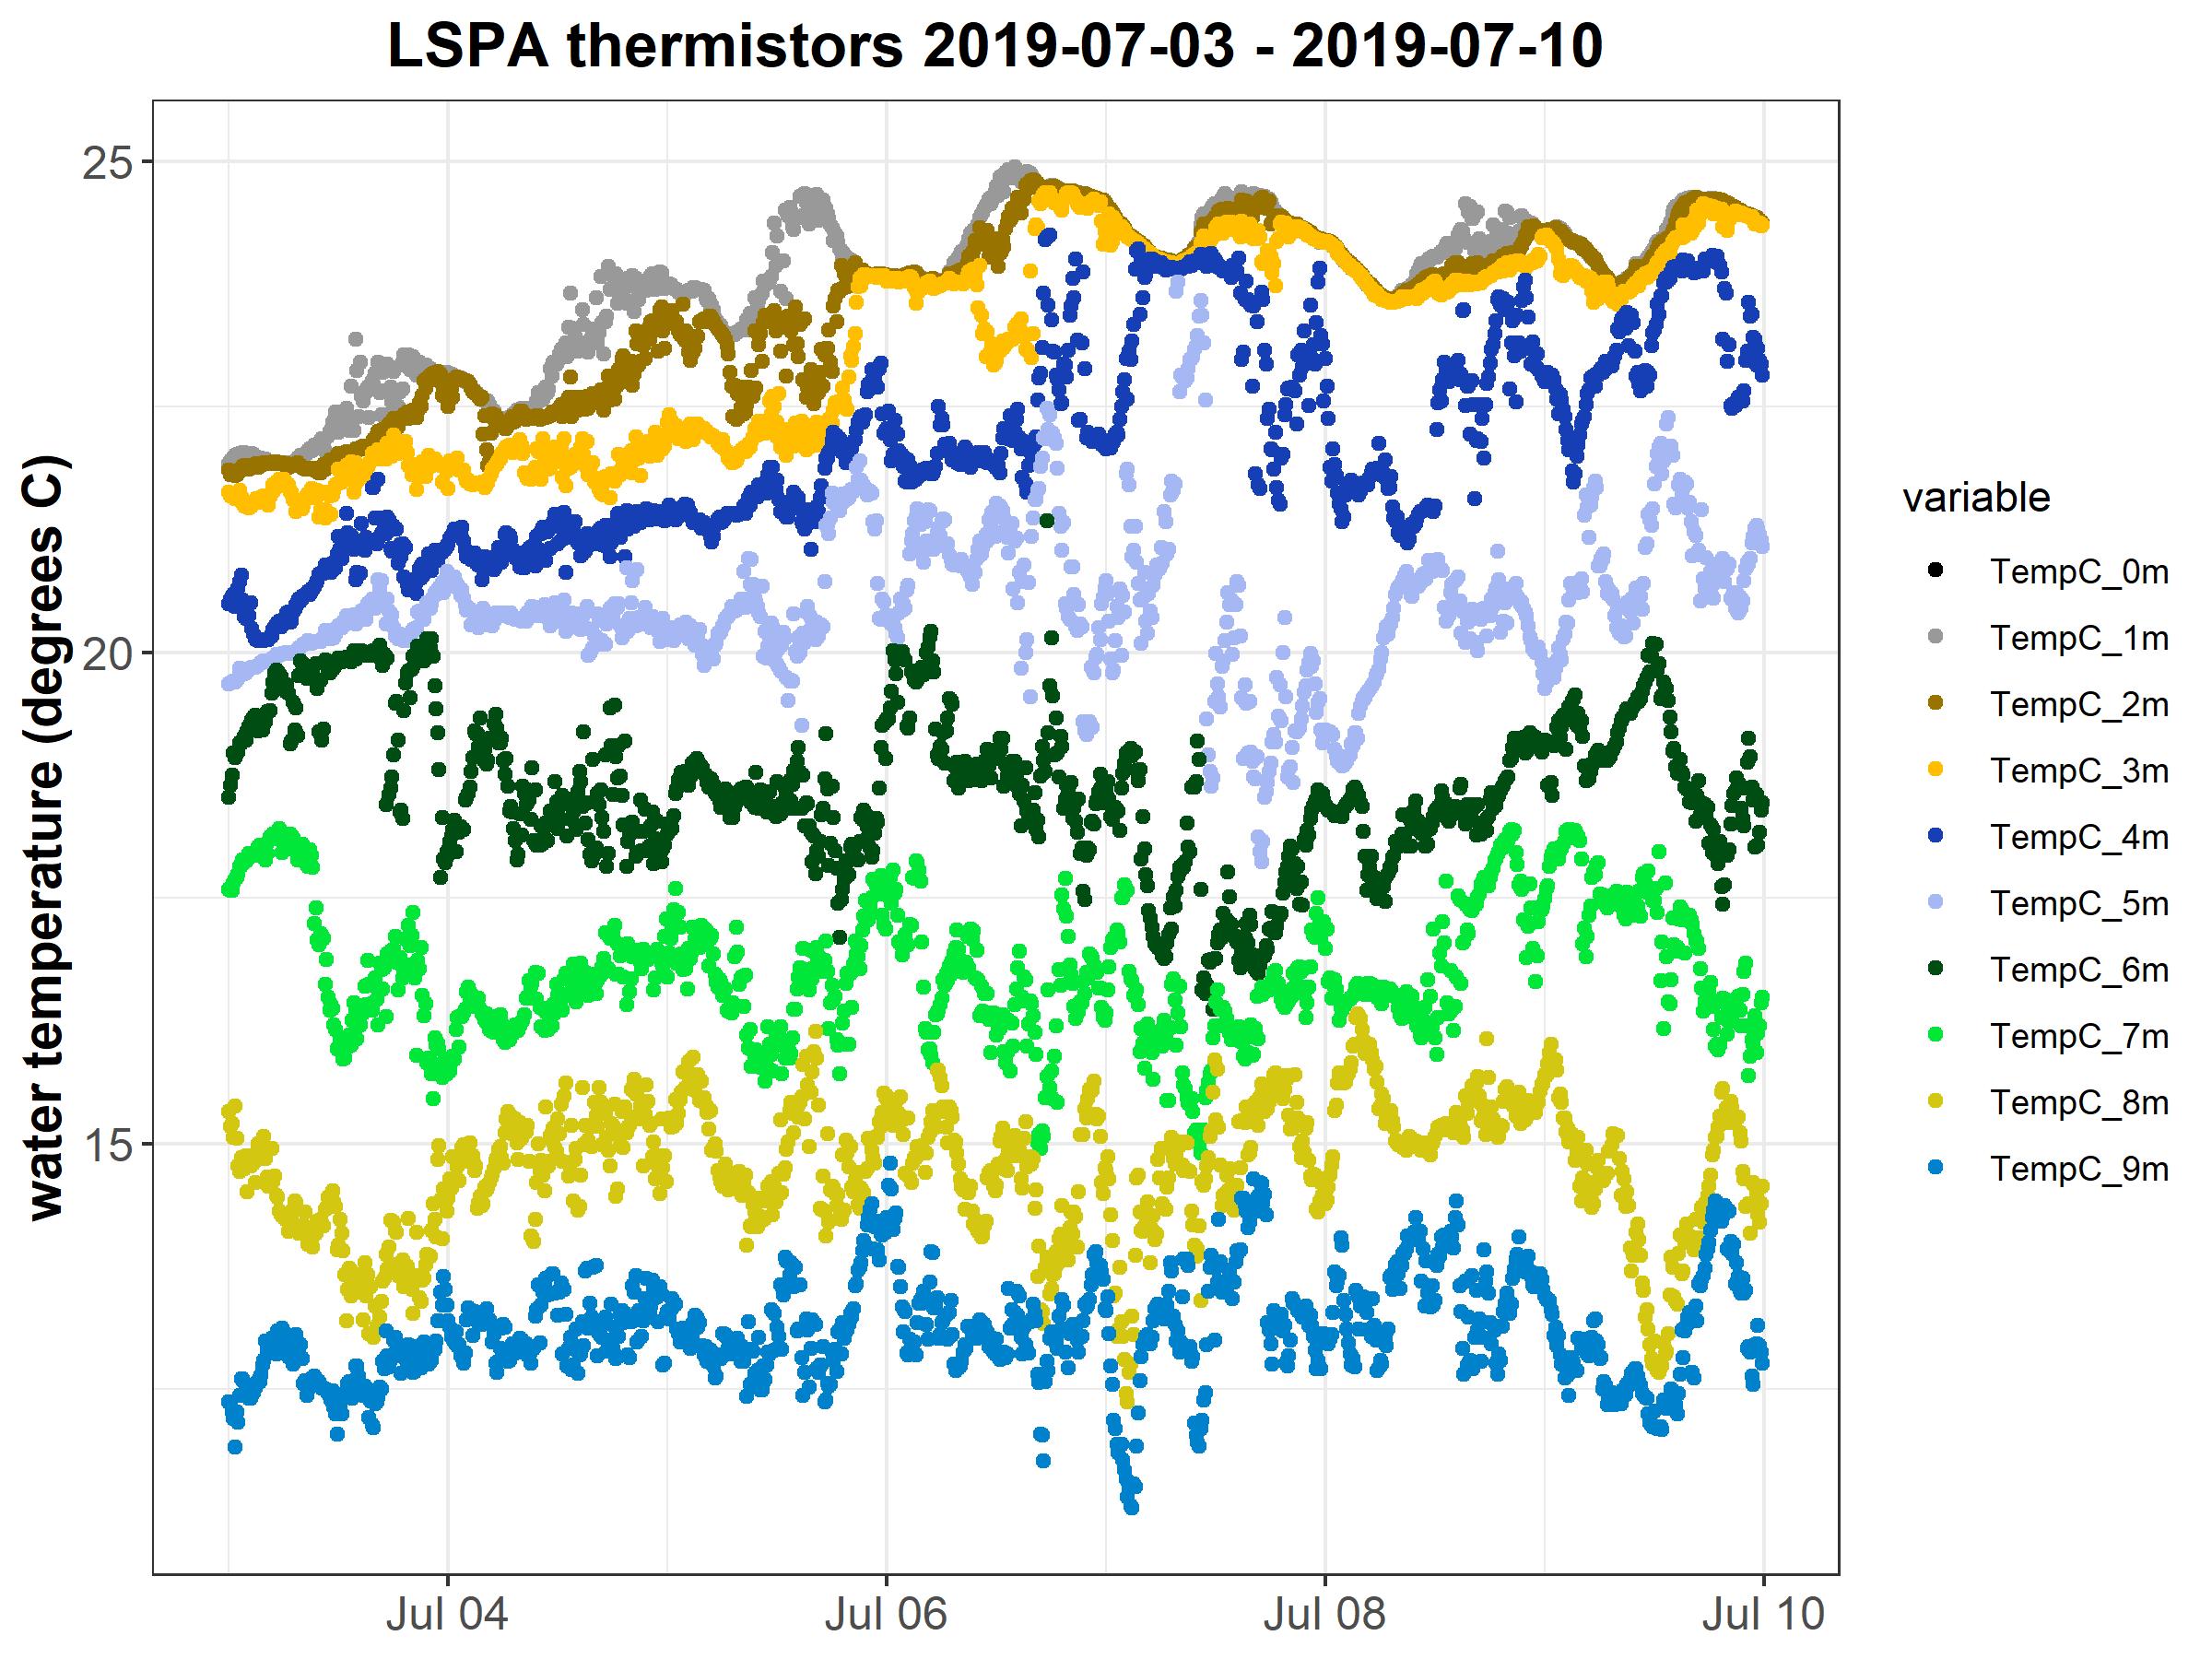 LSPA thermistors 2019-07-03 - 2019-07-10
water temperature (degrees C)
25
20
15
Jul 04
Jul 06
Jul 08
Jul 10
variable
TempC_0m
TempC_1m
TempC_2m
TempC_3m
TempC_4m
TempC_5m
TempC_6m
TempC_7m
TempC_8m
TempC_9m